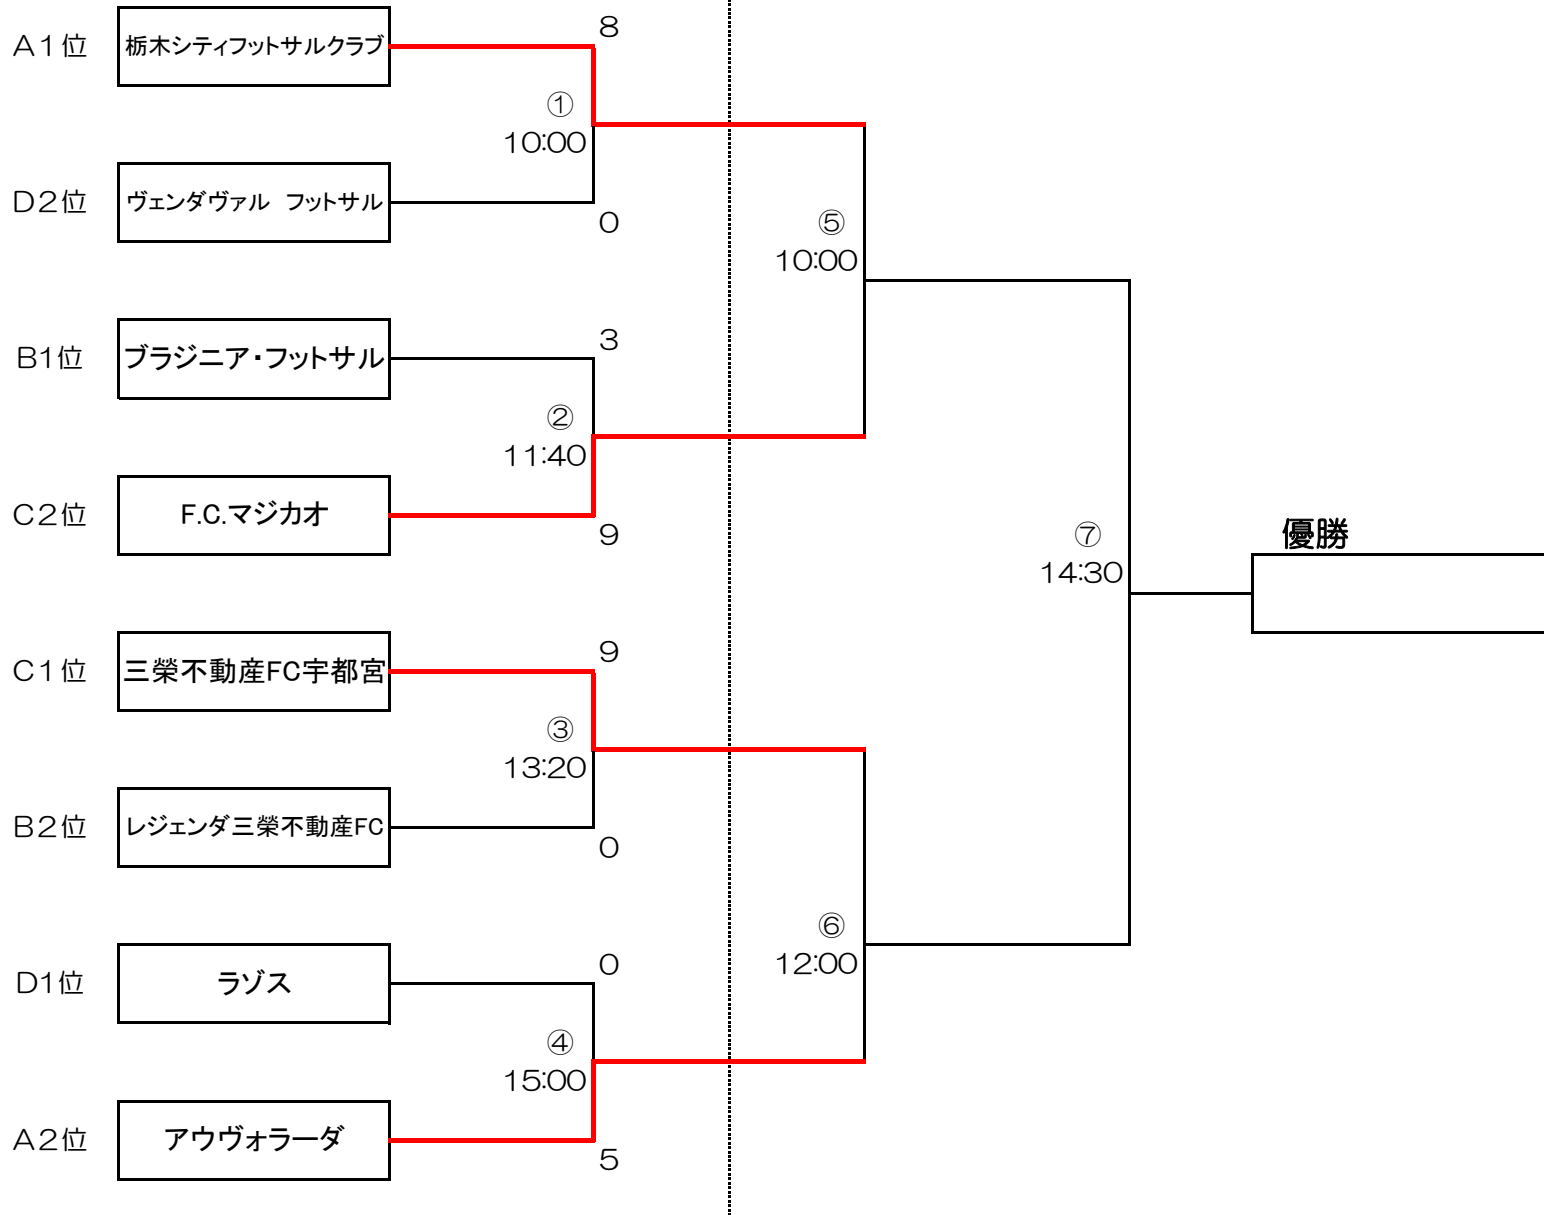 8
A1位
栃木シティフットサルクラブ
①
10:00
D2位
ヴェンダヴァル　フットサル
0
⑤
10:00
3
B1位
ブラジニア・フットサル
②
11:40
C2位
F.C.マジカオ
9
⑦
14:30
優勝
9
C1位
三榮不動産FC宇都宮
③
13:20
B2位
レジェンダ三榮不動産FC
0
⑥
12:00
0
D1位
ラゾス
④
15:00
A2位
アウヴォラーダ
5